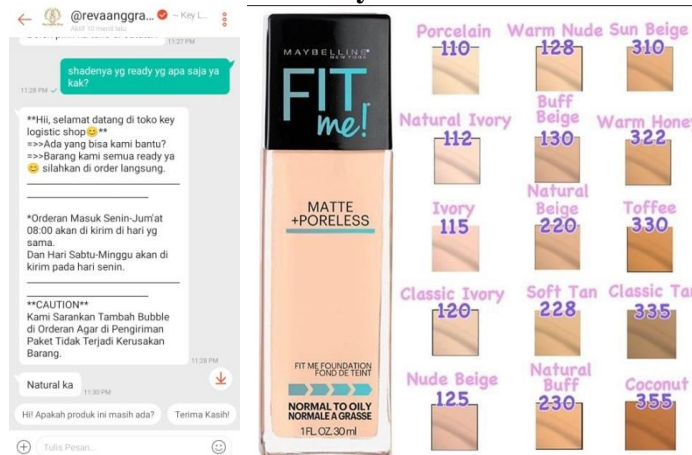 @revaanggra... ~ Key L...
Aktif 10 menit lalu
11:27 PM
shadenya yg ready yg apa saja ya
kak?
11:28 PM
**Hii, selamat datang di toko key
logistic shop😊**
=>>Ada yang bisa kami bantu?
=>>Barang kami semua ready ya
😊 silahkan di order langsung.
*Orderan Masuk Senin-Jum'at
08:00 akan di kirim di hari yg
sama.
Dan Hari Sabtu-Minggu akan di
kirim pada hari senin.
**CAUTION**
Kami Sarankan Tambah Bubble
di Orderan Agar di Pengiriman
Paket Tidak Terjadi Kerusakan
Barang.
11:28 PM
Natural ka
11:30 PM
Hi! Apakah produk ini masih ada?
Terima Kasih!
Tulis Pesan...
MAYBELLINE
NEW YORK
FIT
me!
MATTE
+PORELESS
FIT ME FOUNDATION
FOND DE TEINT
NORMAL TO OILY
NORMALE A GRASSE
1 FL. OZ. 30 ml
Porcelain
110
Warm Nude
128
Sun Beige
310
Natural Ivory
112
Buff
Beige
130
Warm Honey
322
Ivory
115
Natural
Beige
220
Toffee
330
Classic Ivory
120
Soft Tan
228
Classic Tan
335
Nude Beige
125
Natural
Buff
230
Coconut
355